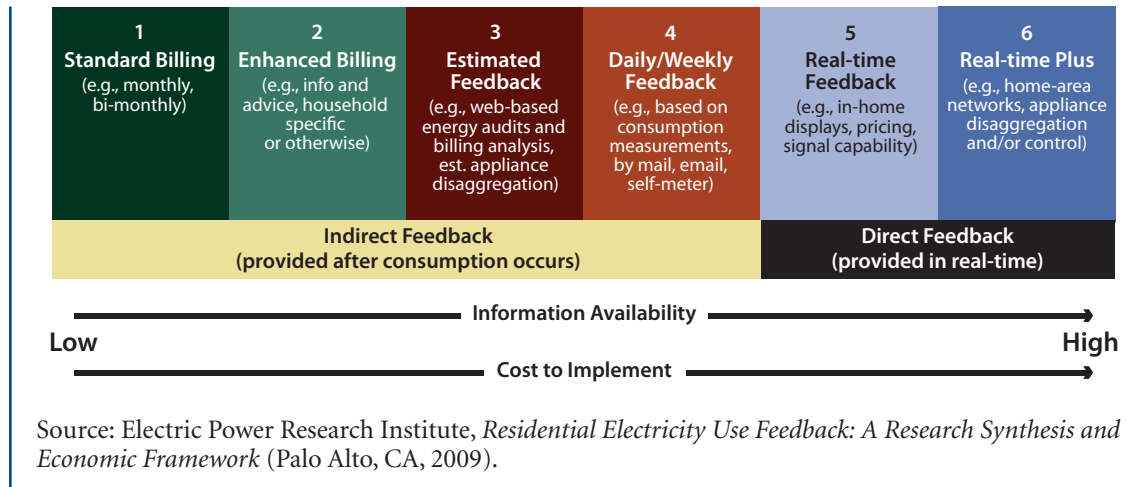 1
Standard Billing
(e.g., monthly,
bi-monthly)
2
Enhanced Billing
(e.g., info and
advice, household
specific
or otherwise)
3
Estimated
Feedback
(e.g., web-based
energy audits and
billing analysis,
est. appliance
disaggregation)
4
Daily/Weekly
Feedback
(e.g., based on
consumption
measurements,
by mail, email,
self-meter)
5
Real-time
Feedback
(e.g., in-home
displays, pricing,
signal capability)
6
Real-time Plus
(e.g., home-area
networks, appliance
disaggregation
and/or control)
Indirect Feedback
(provided after consumption occurs)
Direct Feedback
(provided in real-time)
Information Availability
Low
High
Cost to Implement
Source: Electric Power Research Institute, Residential Electricity Use Feedback: A Research Synthesis and
Economic Framework (Palo Alto, CA, 2009).